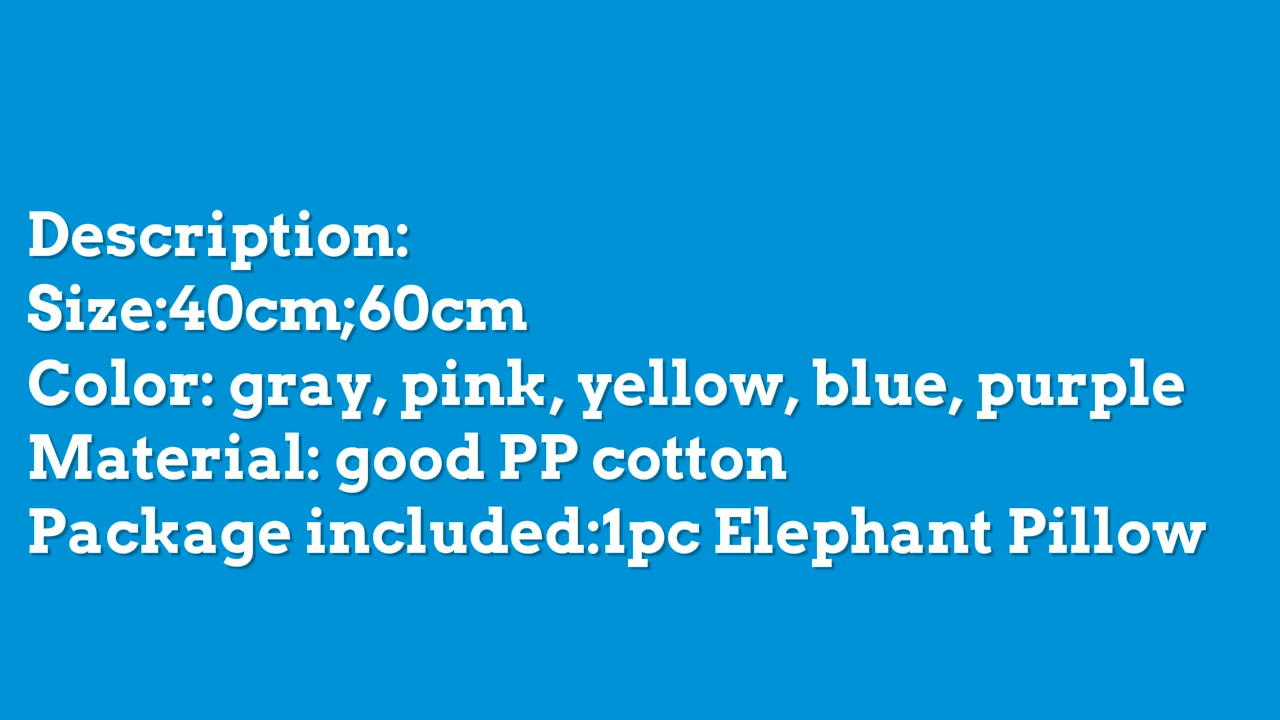 Description:
Size:40cm;60cm
Color: gray, pink, yellow, blue, purple
Material: good PP cotton
Package included:1pc Elephant Pillow